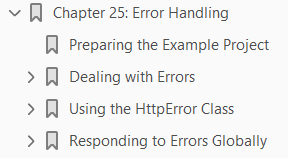 Chapter 25: Error Handling
Preparing the Example Project
Dealing with Errors
Using the HttpError Class
Responding to Errors Globally